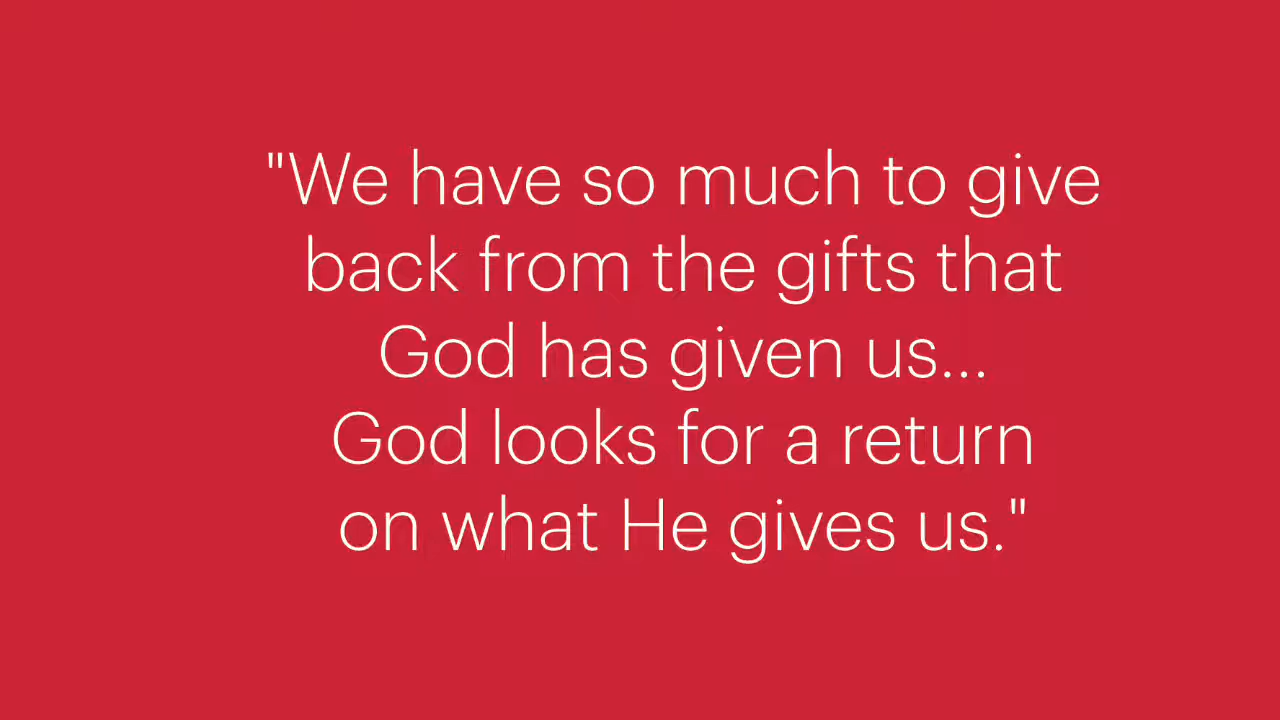 "We have so much to give
back from the gifts that
God has given us...
God looks for a return
on what He gives us."